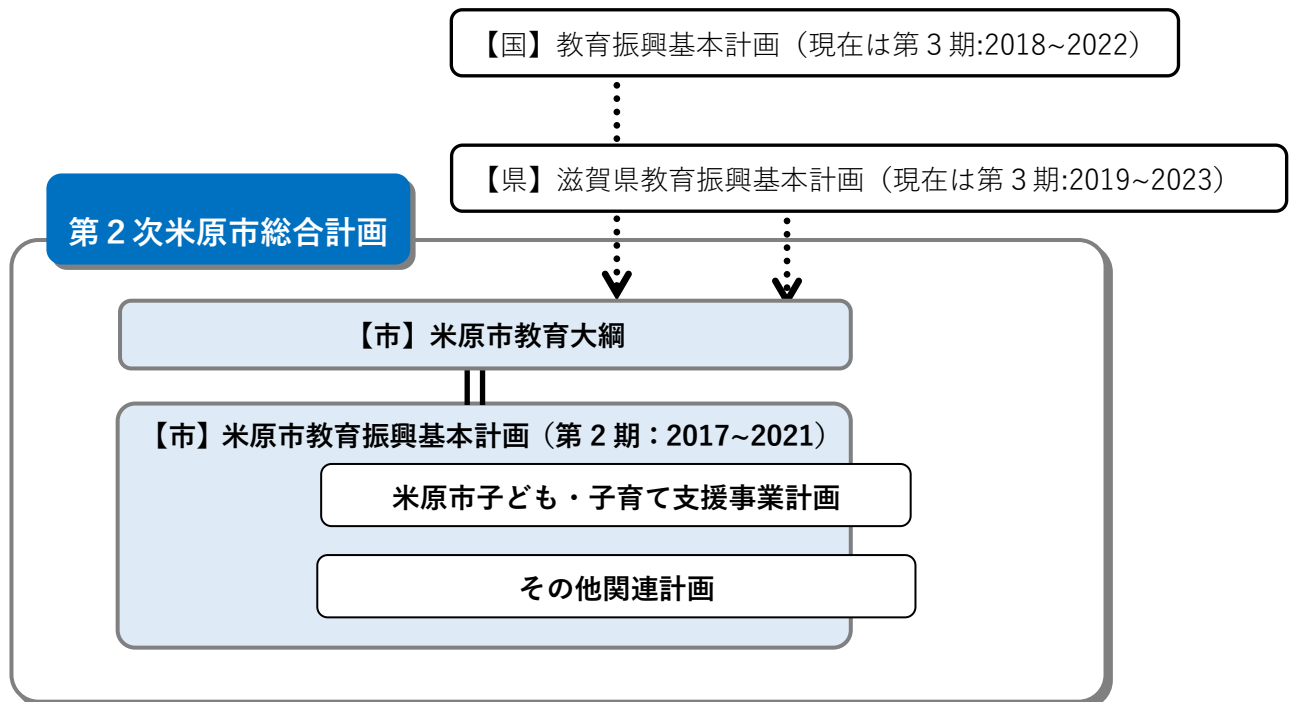 【国】教育振興基本計画（現在は第３期:2018~2022）
【県】滋賀県教育振興基本計画（現在は第３期:2019~2023）
第２次米原市総合計画
【市】米原市教育大綱
【市】米原市教育振興基本計画（第２期：2017~2021）
米原市子ども・子育て支援事業計画
その他関連計画